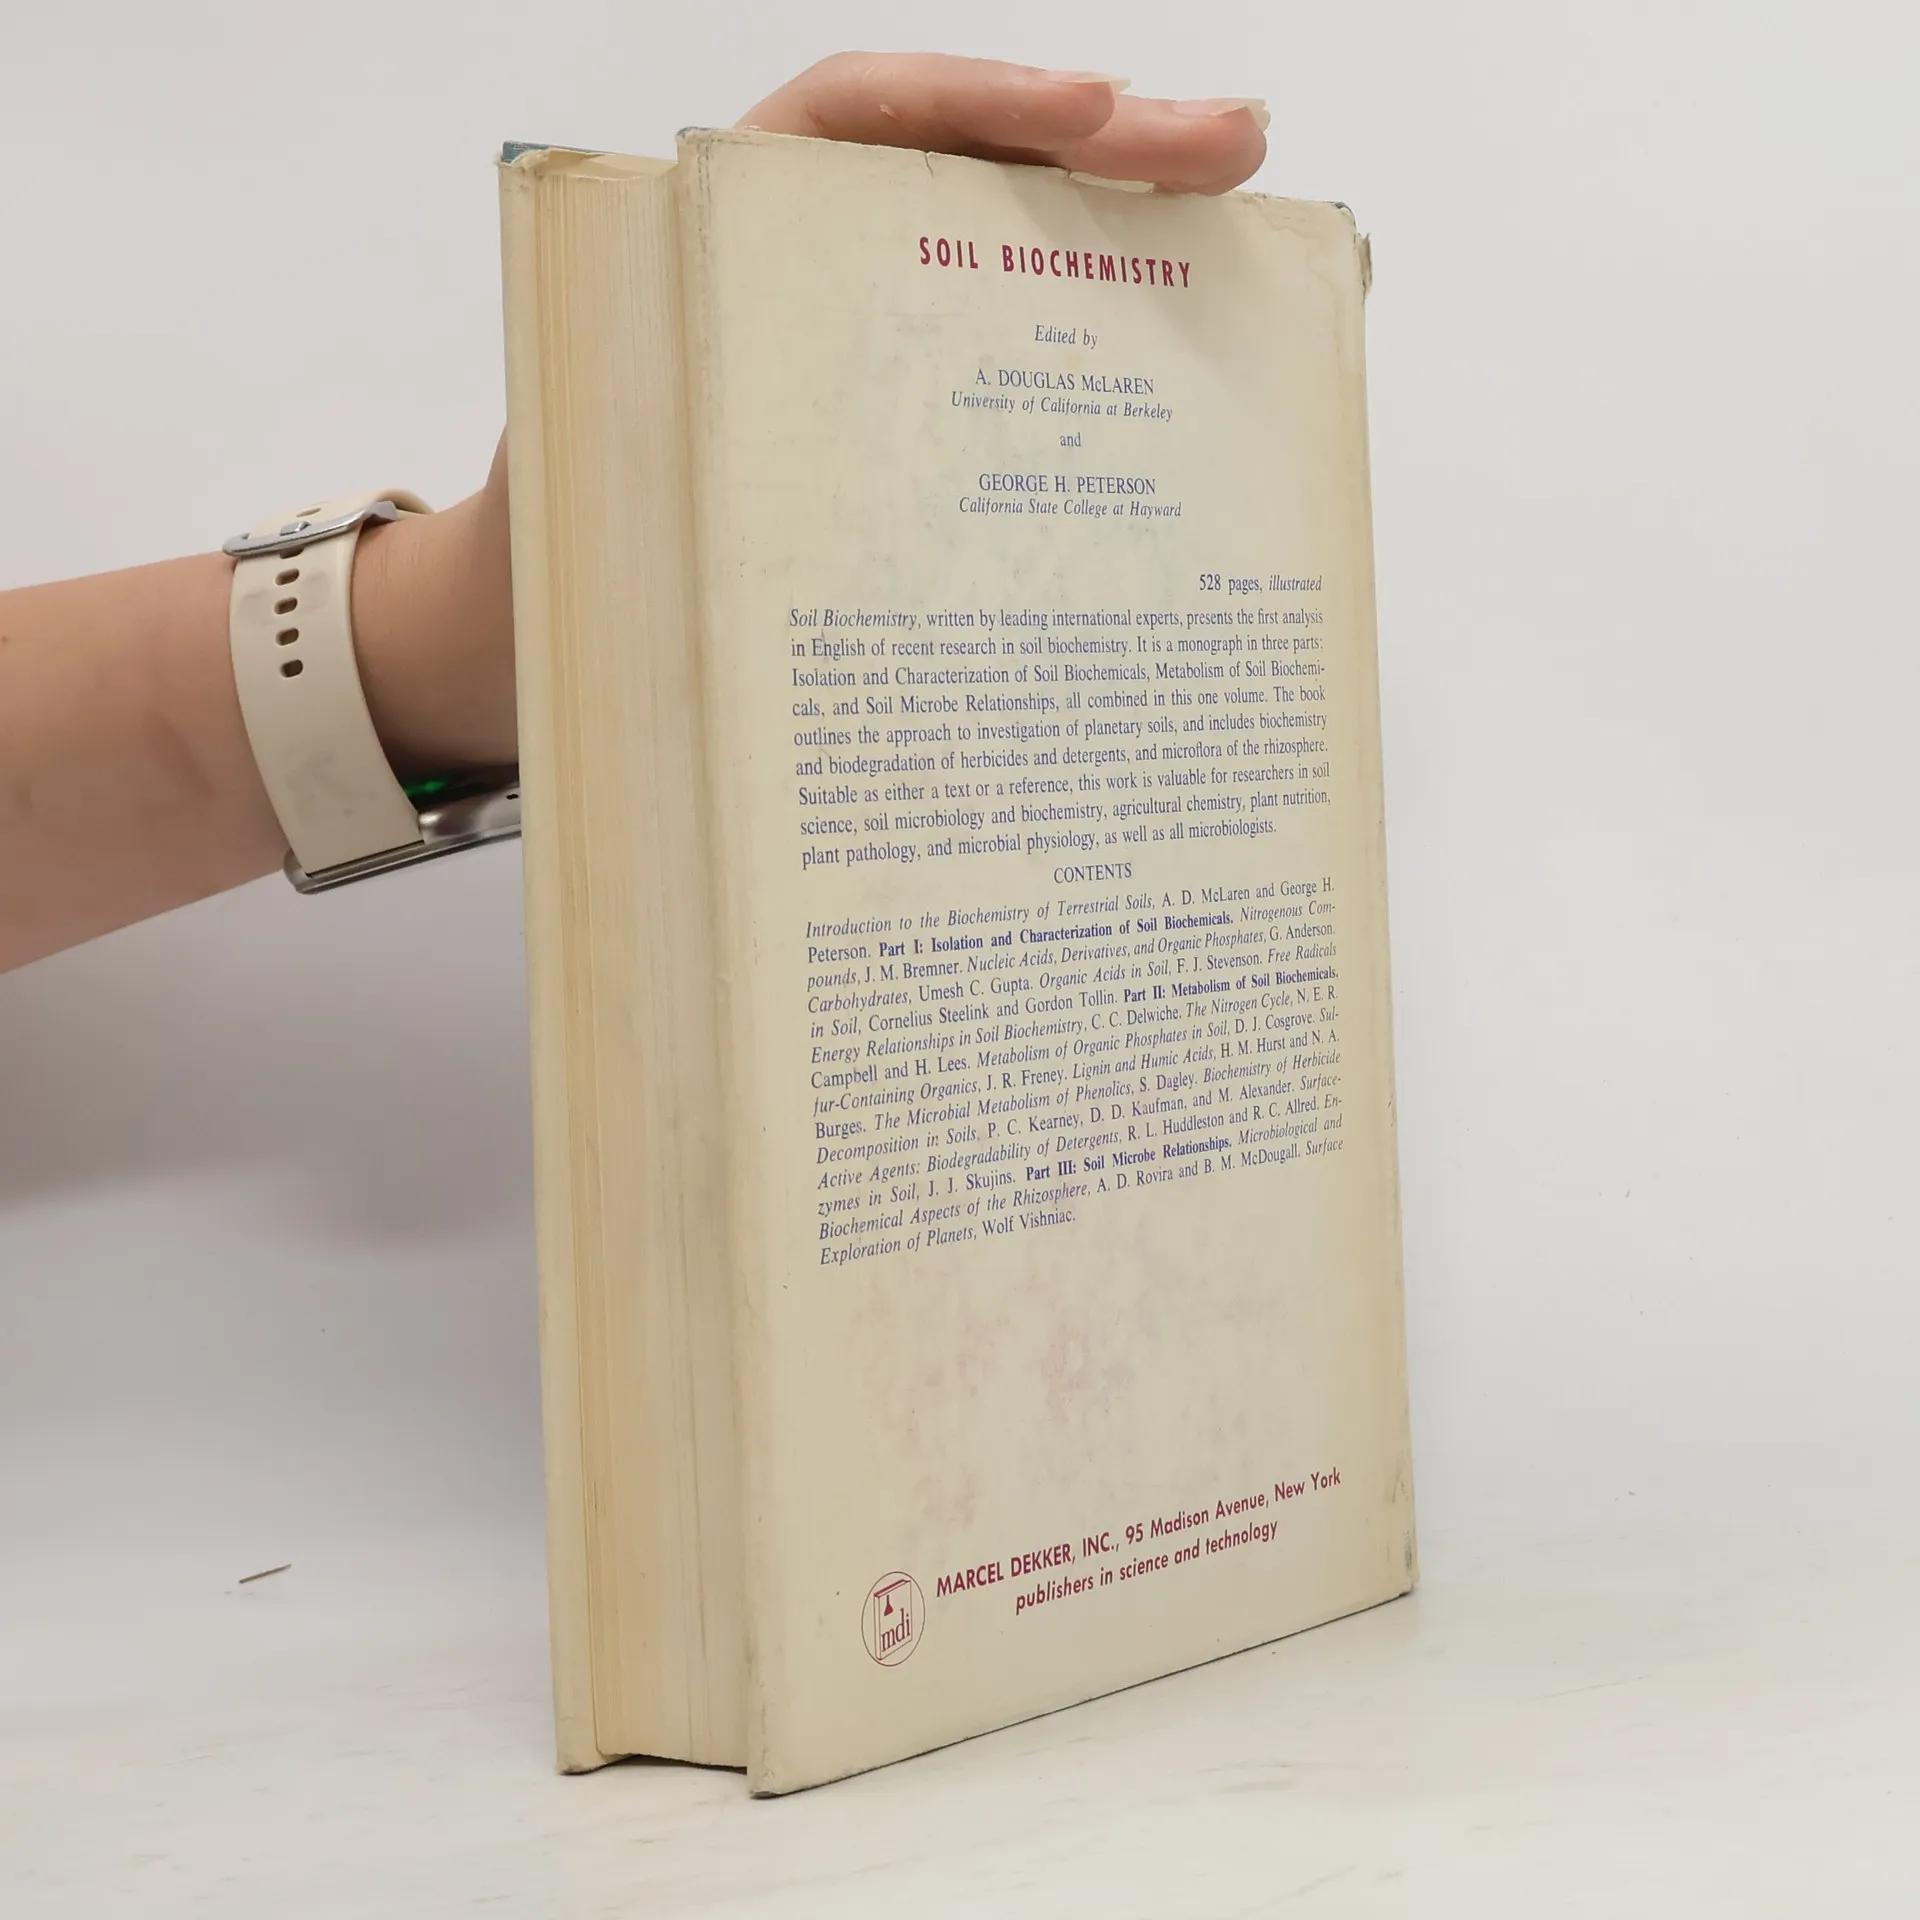 SOIL BIOCHEMISTRY
Edited by
A. DOUGLAS McLAREN
University of California at Berkeley
and
GEORGE H. PETERSON
California State College at Hayward
528 pages, illustrated
Soil Biochemistry, written by leading international experts, presents the first analysis
in English of recent research in soil biochemistry. It is a monograph in three parts:
Isolation and Characterization of Soil Biochemicals, Metabolism of Soil Biochemi-
cals, and Soil Microbe Relationships, all combined in this one volume. The book
outlines the approach to investigation of planetary soils, and includes biochemistry
and biodegradation of herbicides and detergents, and microflora of the rhizosphere.
Suitable as either a text or a reference, this work is valuable for researchers in soil
science, soil microbiology and biochemistry, agricultural chemistry, plant nutrition,
plant pathology, and microbial physiology, as well as all microbiologists.
CONTENTS
Introduction to the Biochemistry of Terrestrial Soils, A. D. McLaren and George H.
Peterson. Part I: Isolation and Characterization of Soil Biochemicals. Nitrogenous Com-
pounds, J. M. Bremner. Nucleic Acids, Derivatives, and Organic Phosphates, G. Anderson.
Carbohydrates, Umesh C. Gupta. Organic Acids in Soil, F. J. Stevenson. Free Radicals
in Soil, Cornelius Steelink and Gordon Tollin. Part II: Metabolism of Soil Biochemicals.
Energy Relationships in Soil Biochemistry, C. C. Delwiche. The Nitrogen Cycle, N. E. R.
Campbell and H. Lees. Metabolism of Organic Phosphates in Soil, D. J. Cosgrove. Sul-
fur-Containing Organics, J. R. Freney. Lignin and Humic Acids, H. M. Hurst and N. A.
Burges. The Microbial Metabolism of Phenolics, S. Dagley. Biochemistry of Herbicide
Decomposition in Soils, P. C. Kearney, D. D. Kaufman, and M. Alexander. Surface-
Active Agents: Biodegradability of Detergents, R. L. Huddleston and R. C. Allred. En-
zymes in Soil, J. J. Skujins. Part III: Soil Microbe Relationships. Microbiological and
Biochemical Aspects of the Rhizosphere, A. D. Rovira and B. M. McDougall. Surface
Exploration of Planets, Wolf Vishniac.
MARCEL DEKKER, INC., 95 Madison Avenue, New York
publishers in science and technology
mdi